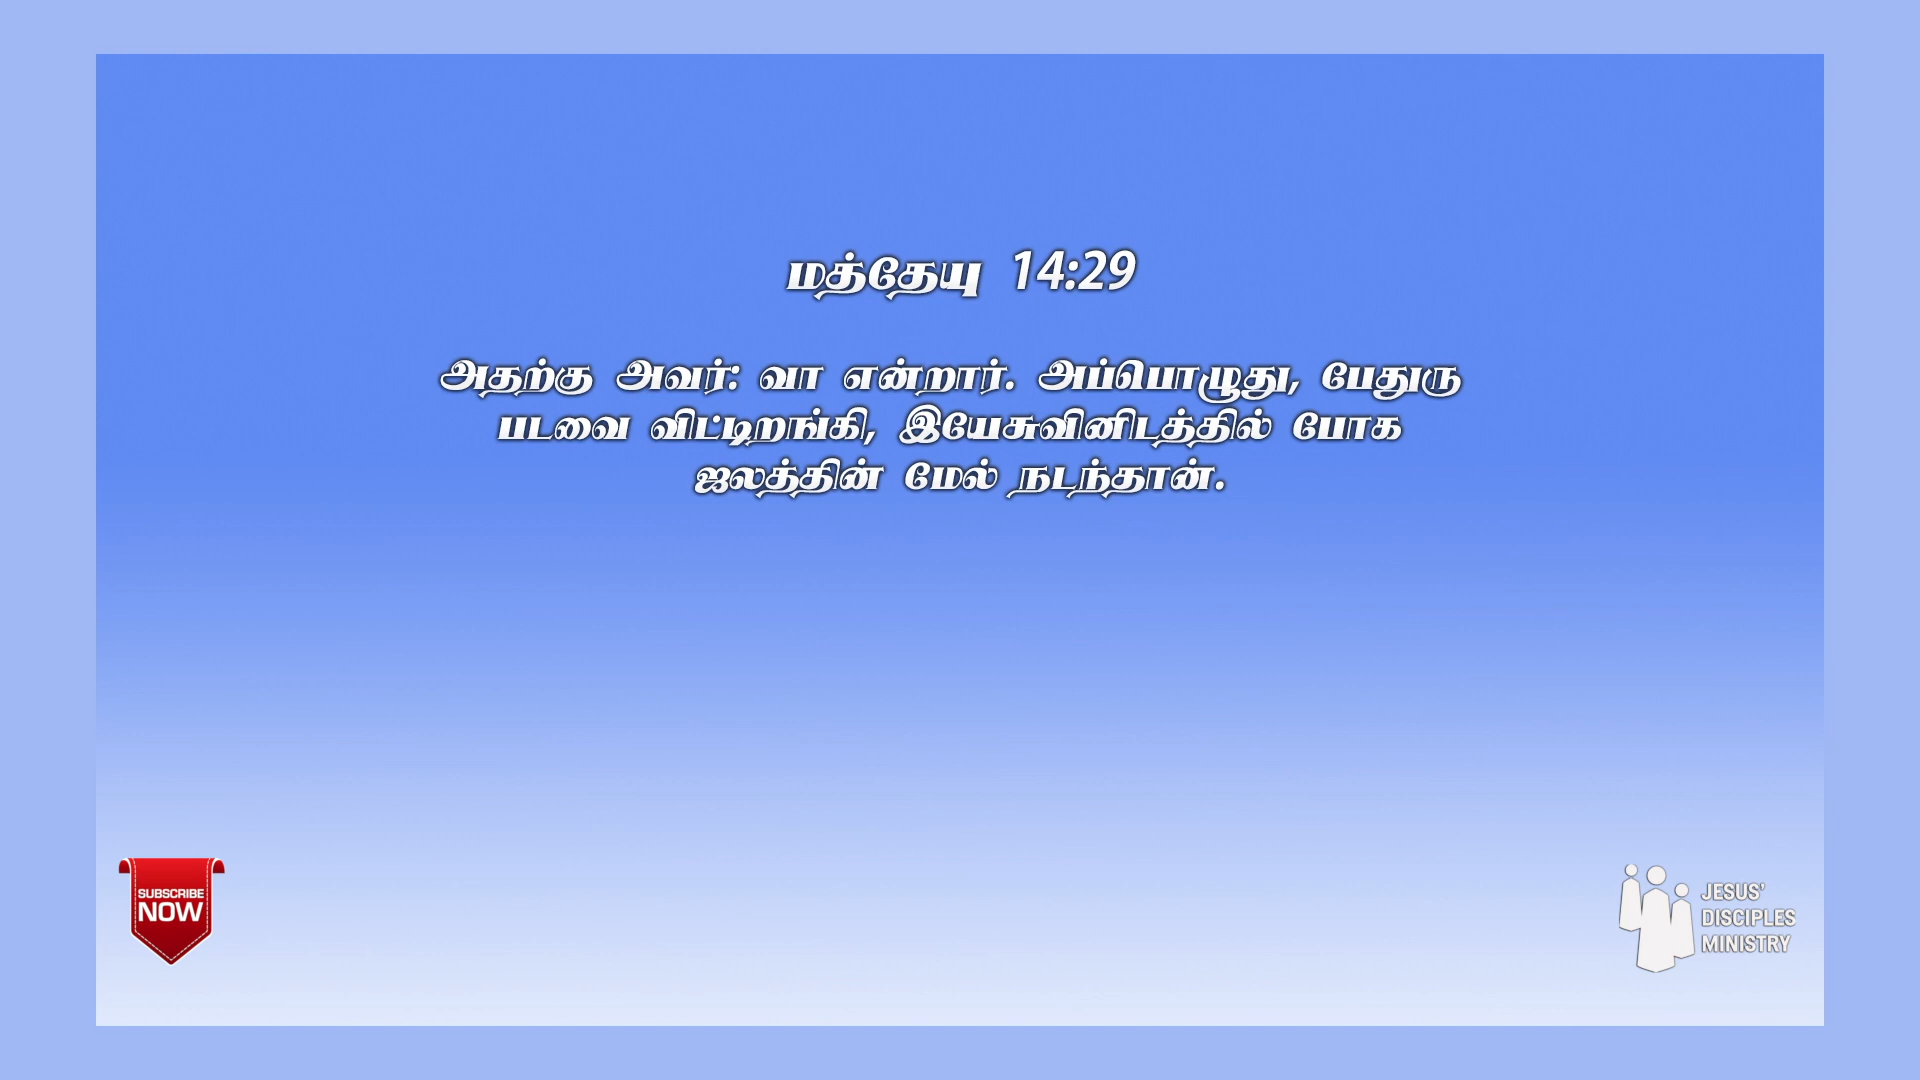 மத்தேயு 14:29
அதற்கு அவர்: வா என்றார். அப்பொழுது, பேதுரு
படவை விட்டிறங்கி, இயேசுவினிடத்தில் போக
ஜலத்தின் மேல் நடந்தான்.
SUBSCRIBE
NOW
JESUS'
DISCIPLES
MINISTRY